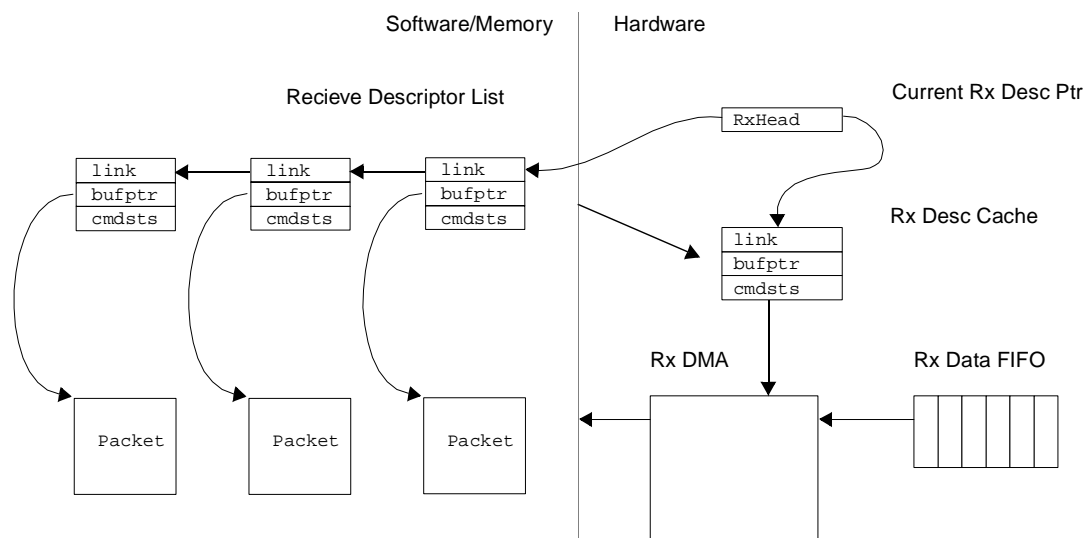 Software/Memory
Hardware
Recieve Descriptor List
Current Rx Desc Ptr
RxHead
link
bufptr
cmdsts
link
bufptr
cmdsts
link
bufptr
cmdsts
Rx Desc Cache
link
bufptr
cmdsts
Rx DMA
Rx Data FIFO
Packet
Packet
Packet